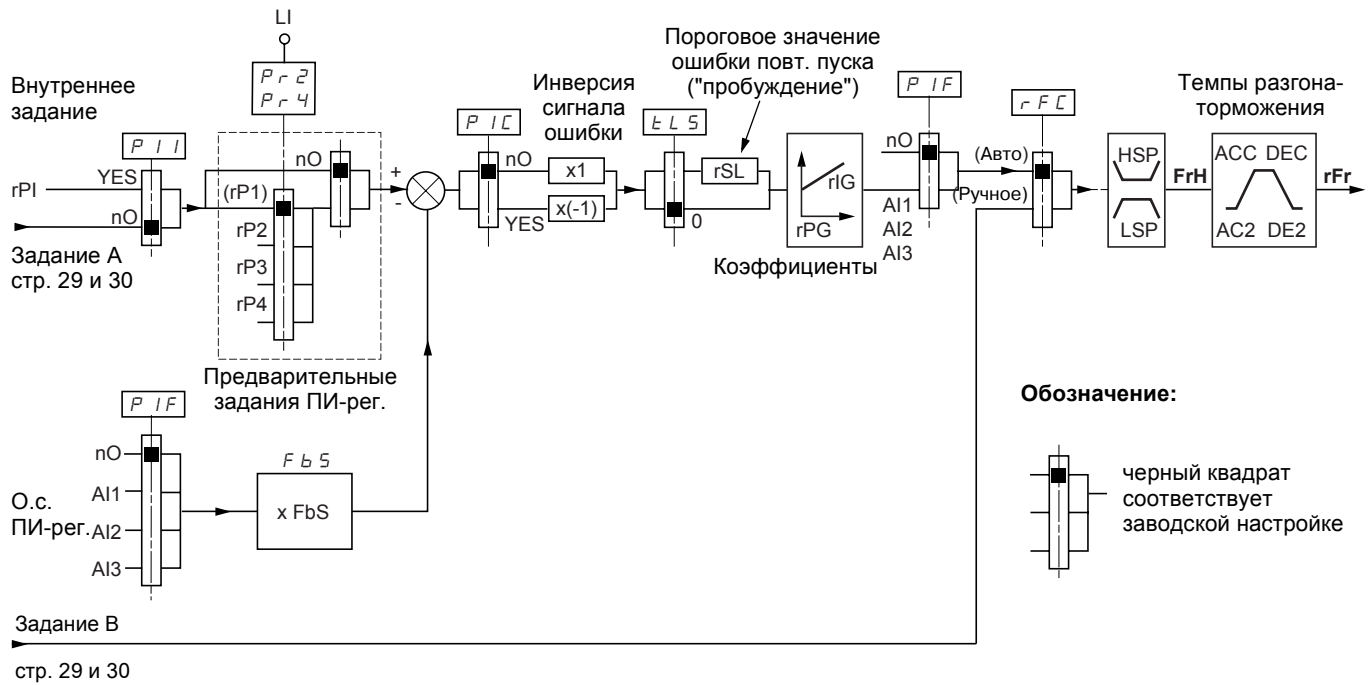 LI
Pr2
Pr4
Внутреннее
задание
PII
rPI
YES
nO
Задание А
стр. 29 и 30
nO
(rP1)
rP2
rP3
rP4
Предварительные
задания ПИ-рег.
+
-
PIC
nO
YES
Инверсия
сигнала
ошибки
x1
x(-1)
tLS
0
Пороговое значение
ошибки повт. пуска
("пробуждение")
rSL
rIG
rPG
Коэффициенты
PIF
nO
AI1
AI2
AI3
rFC
(Авто)
(Ручное)
HSP
LSP
FrH
Темпы разгона-
торможения
ACC DEC
AC2 DE2
rFr
PIF
nO
AI1
AI2
AI3
О.с.
ПИ-рег.
FbS
x FbS
Обозначение:
черный квадрат
соответствует
заводской настройке
Задание В
стр. 29 и 30